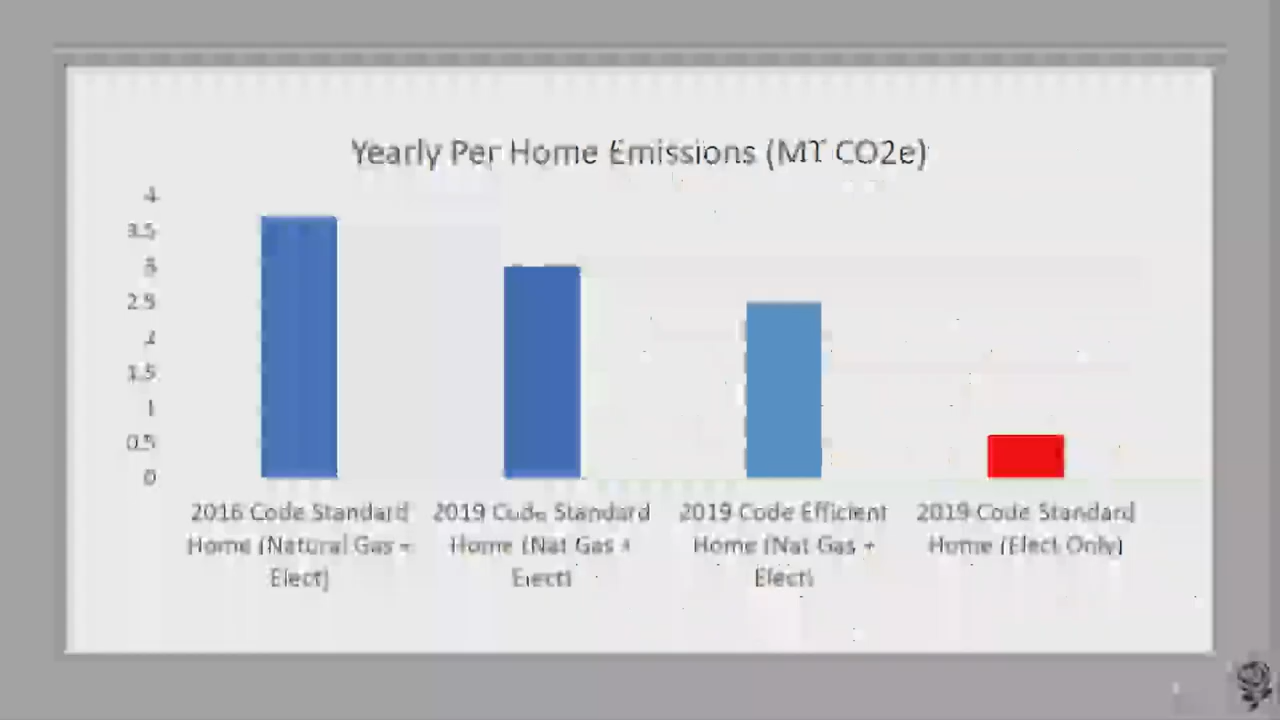 Yearly Per Home Emissions (MT CO2e)
4
3.5
3
2.5
2
1.5
1
0.5
0
2016 Code Standard
Home (Natural Gas +
Elect)
2019 Code Standard
Home (Nat Gas +
Elect)
2019 Code Efficient
Home (Nat Gas +
Elect)
2019 Code Standard
Home (Elect Only)